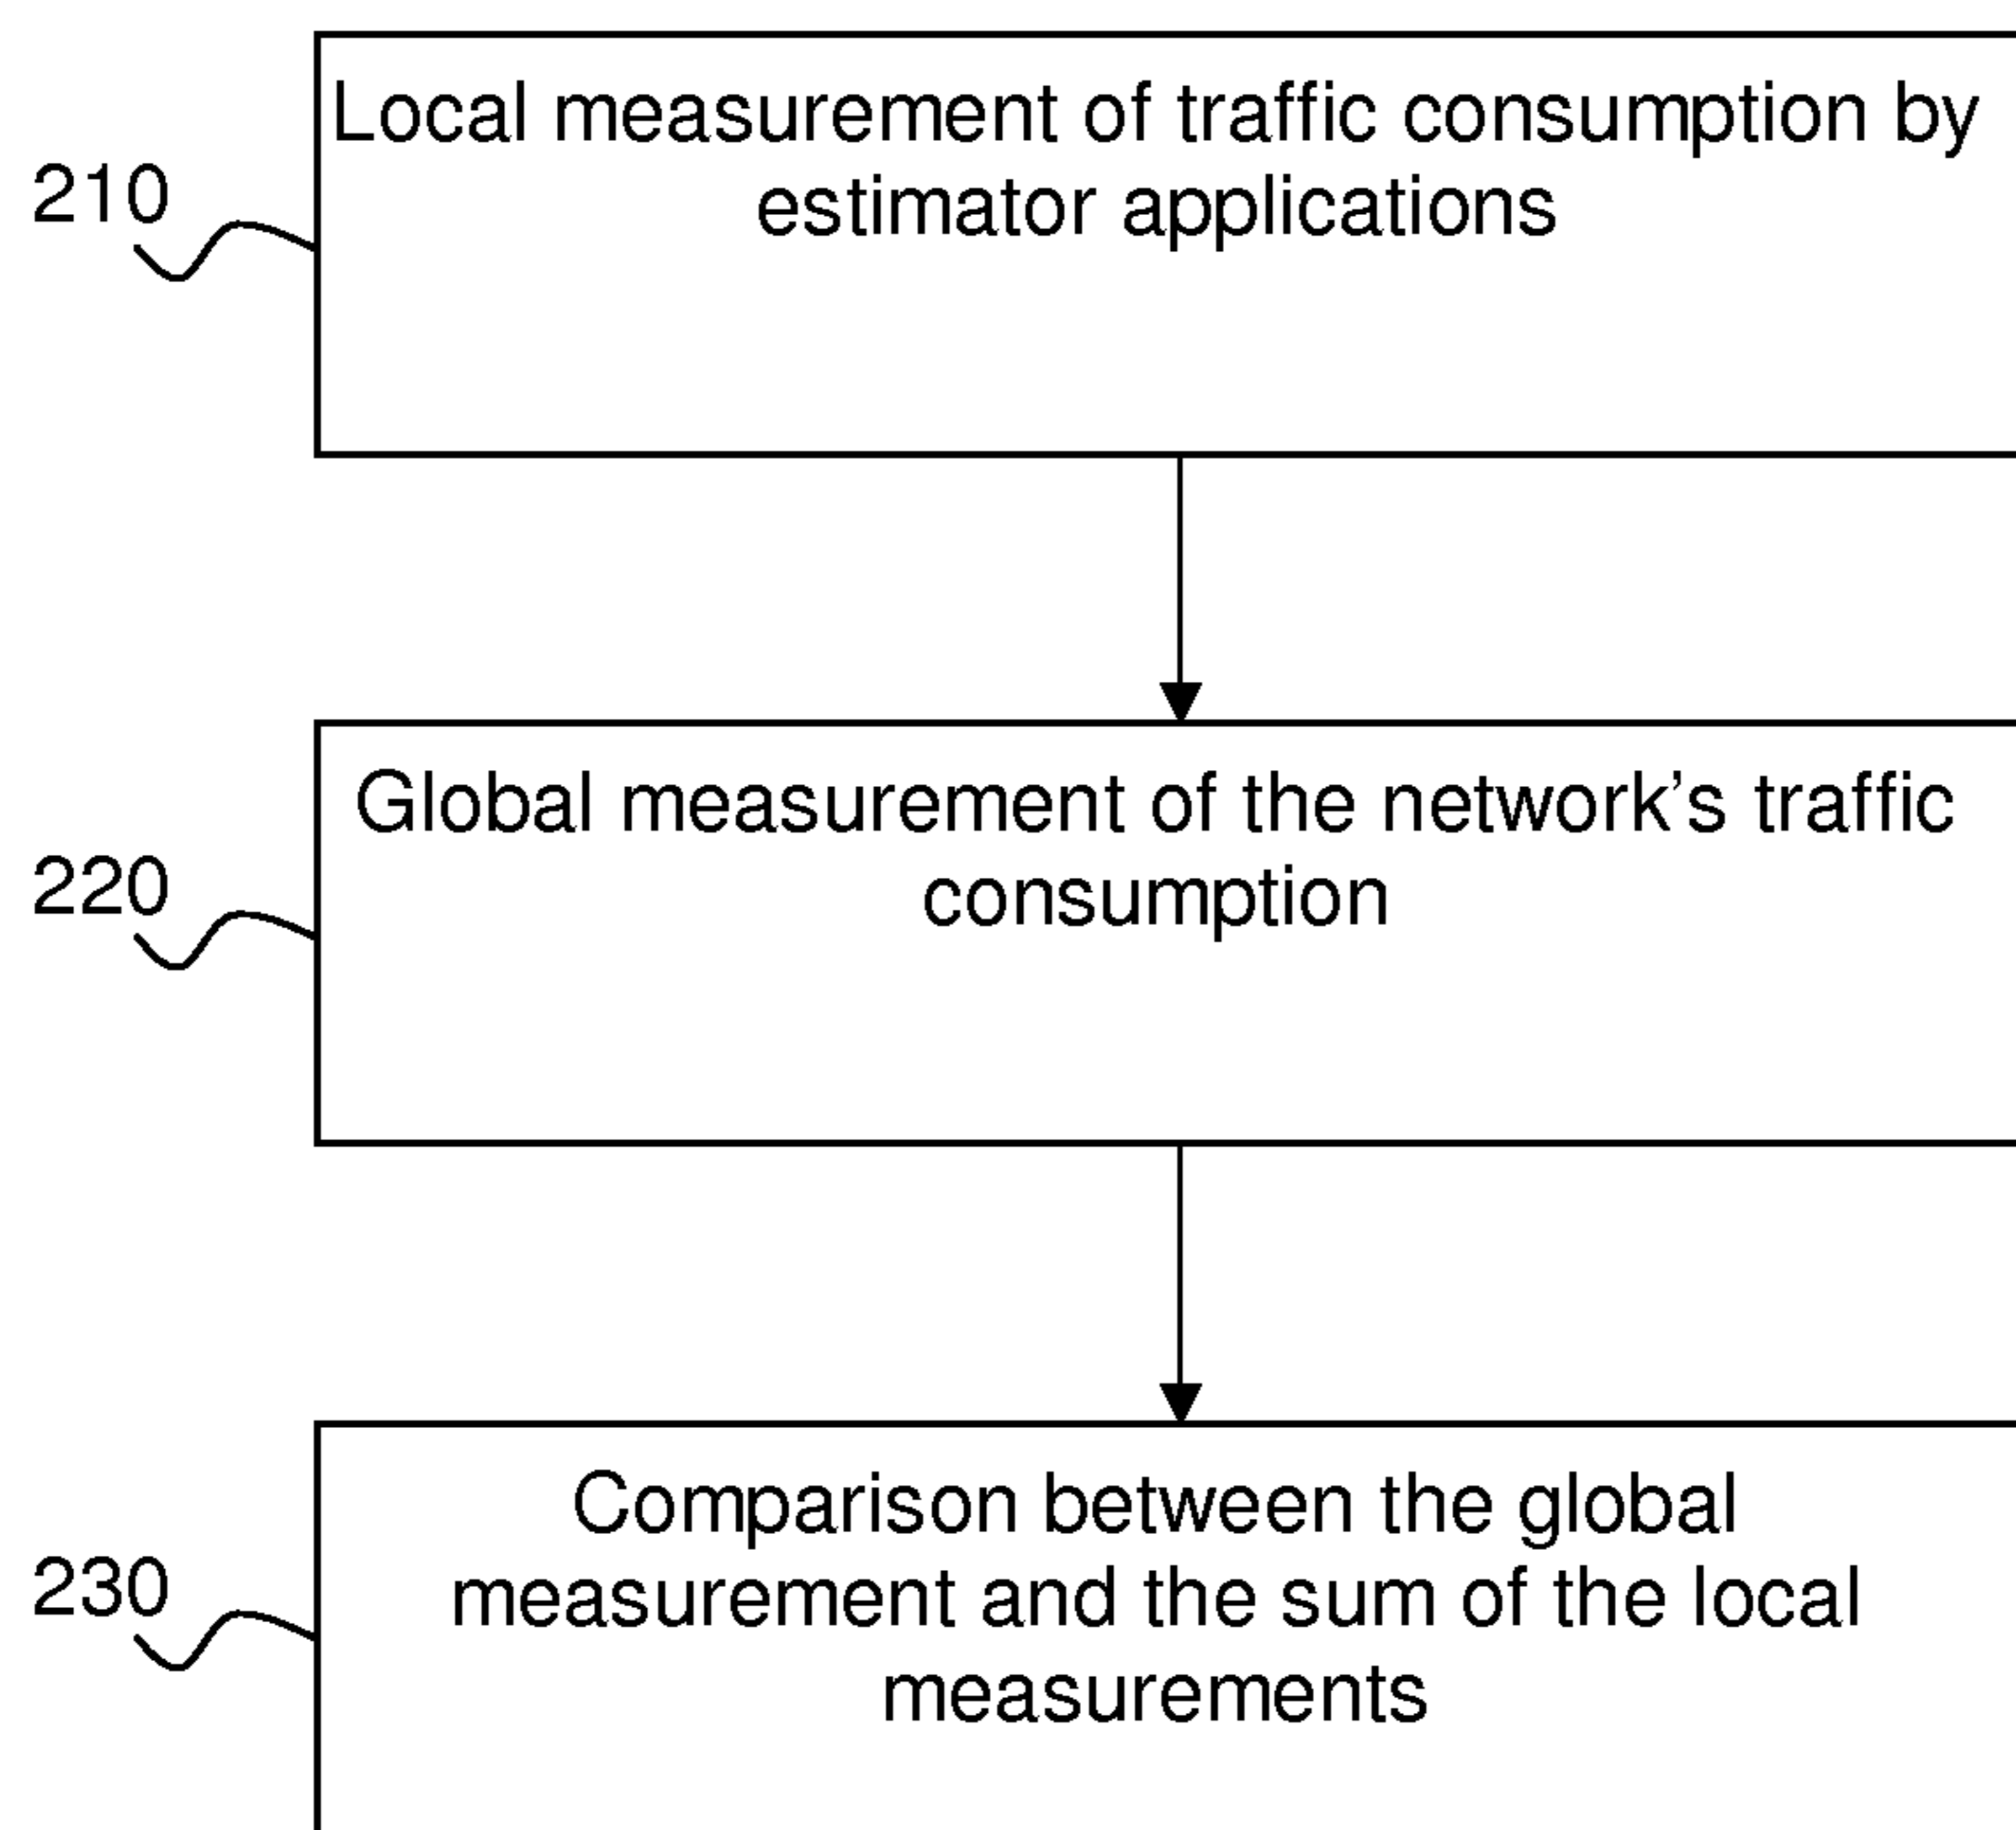 Local measurement of traffic consumption by
estimator applications
210
Global measurement of the network's traffic
consumption
220
Comparison between the global
measurement and the sum of the local
measurements
230